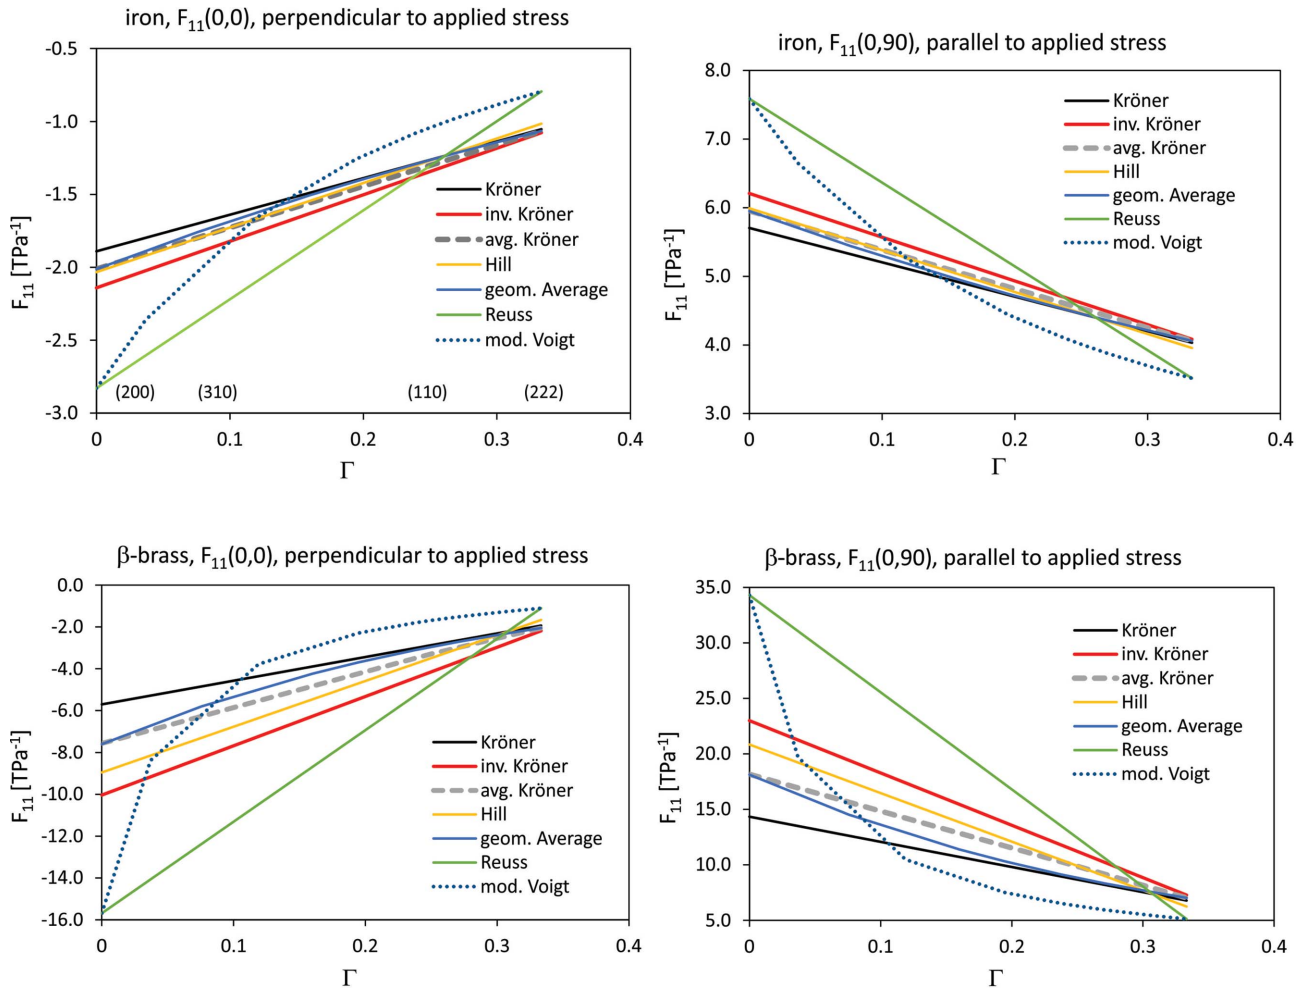 iron, F11(0,0), perpendicular to applied stress
-0.5
-1.0
-1.5
-2.0
-2.5
-3.0
F11 [TPa-1]
Kröner
inv. Kröner
avg. Kröner
Hill
geom. Average
Reuss
mod. Voigt
(200) (310) (110) (222)
0 0.1 0.2 0.3 0.4
Γ
iron, F11(0,90), parallel to applied stress
8.0
7.0
6.0
5.0
4.0
3.0
F11 [TPa-1]
Kröner
inv. Kröner
avg. Kröner
Hill
geom. Average
Reuss
mod. Voigt
0 0.1 0.2 0.3 0.4
Γ
β-brass, F11(0,0), perpendicular to applied stress
0.0
-2.0
-4.0
-6.0
-8.0
-10.0
-12.0
-14.0
-16.0
F11 [TPa-1]
Kröner
inv. Kröner
avg. Kröner
Hill
geom. Average
Reuss
mod. Voigt
0 0.1 0.2 0.3 0.4
Γ
β-brass, F11(0,90), parallel to applied stress
35.0
30.0
25.0
20.0
15.0
10.0
5.0
F11 [TPa-1]
Kröner
inv. Kröner
avg. Kröner
Hill
geom. Average
Reuss
mod. Voigt
0 0.1 0.2 0.3 0.4
Γ